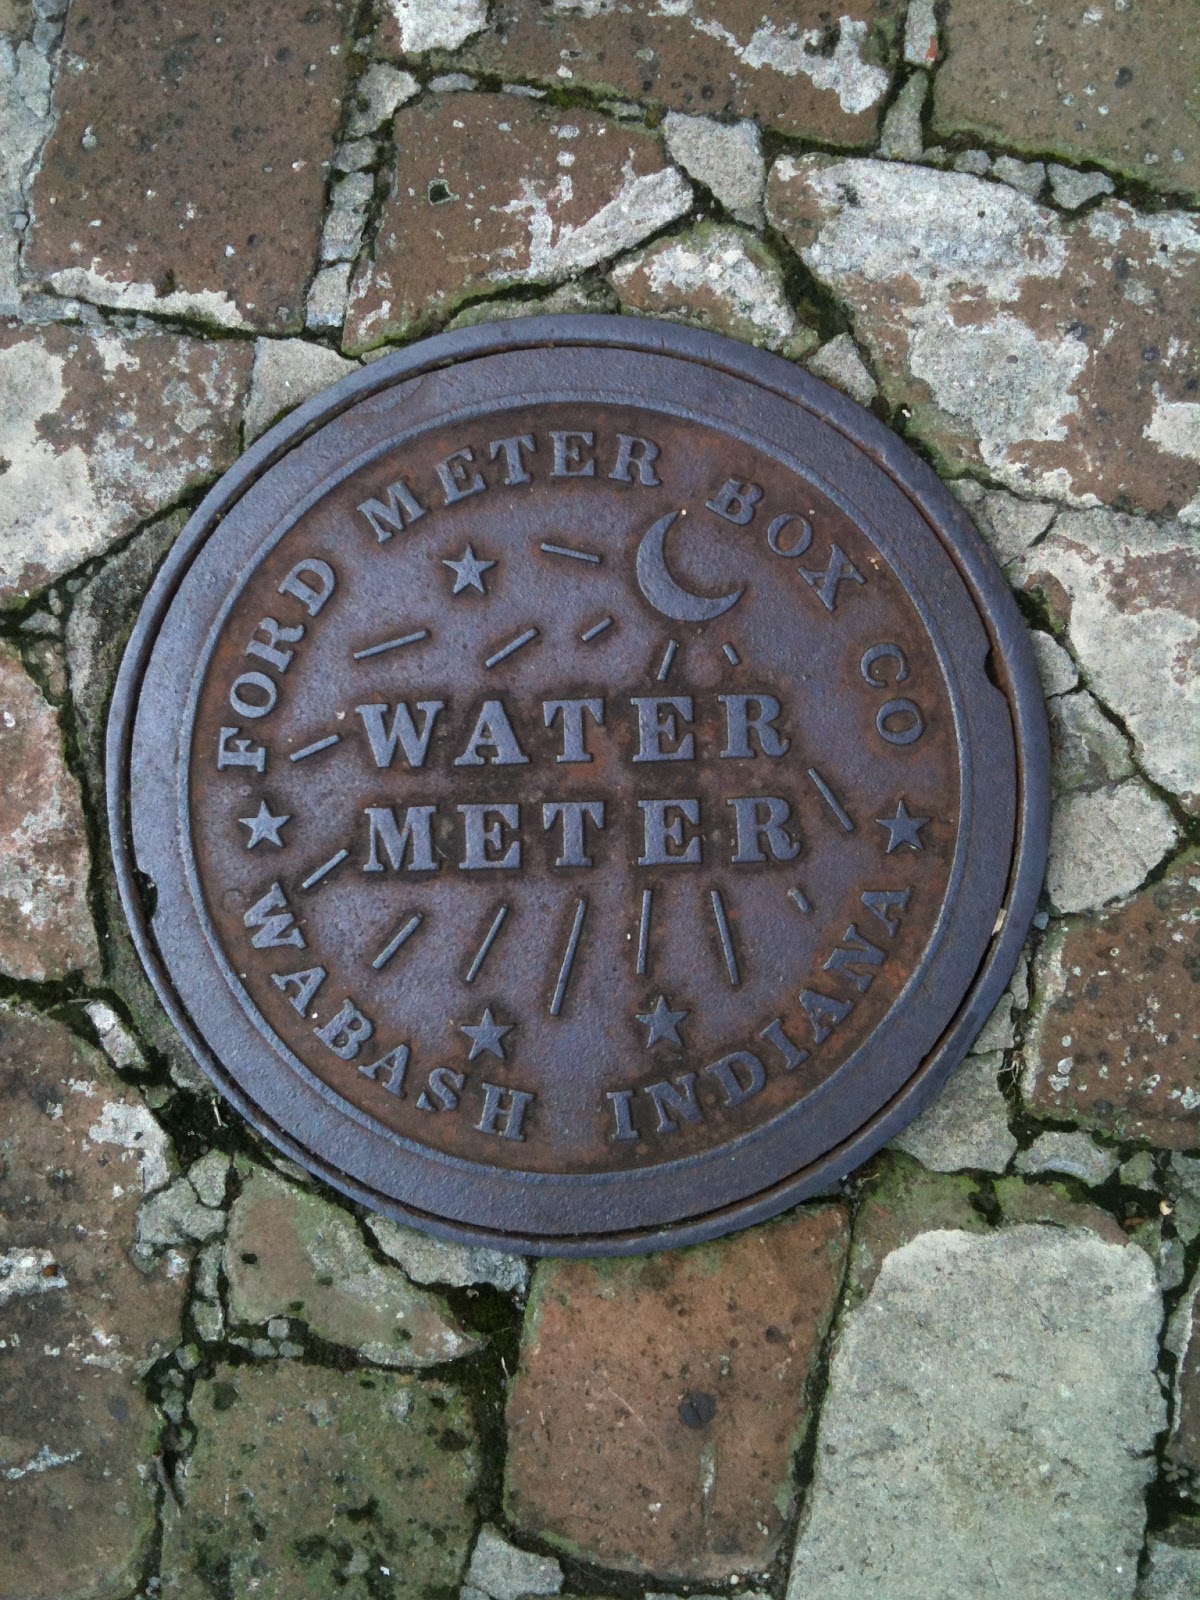 FORD METER BOX CO
WATER
METER
WABASH INDIANA